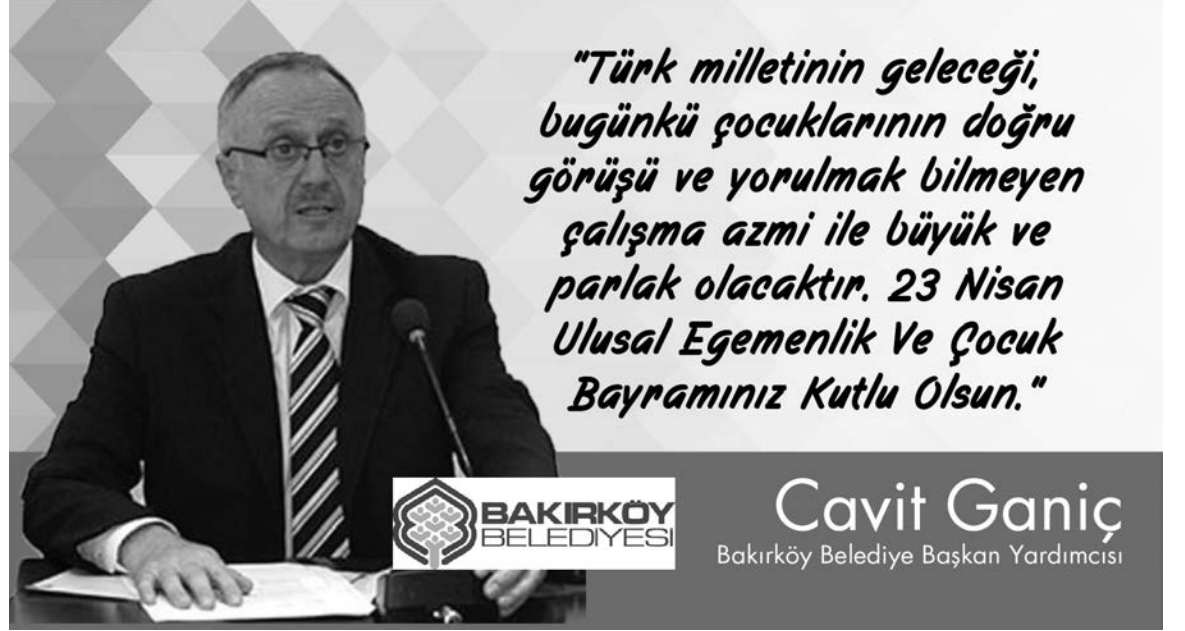 "Türk milletinin geleceği,
bugünkü çocuklarının doğru
görüşü ve yorulmak bilmeyen
çalışma azmi ile büyük ve
parlak olacaktır. 23 Nisan
Ulusal Egemenlik Ve Çocuk
Bayramınız Kutlu Olsun."
BAKIRKÖY
BELEDİYESİ
Cavit Ganiç
Bakırköy Belediye Başkan Yardımcısı